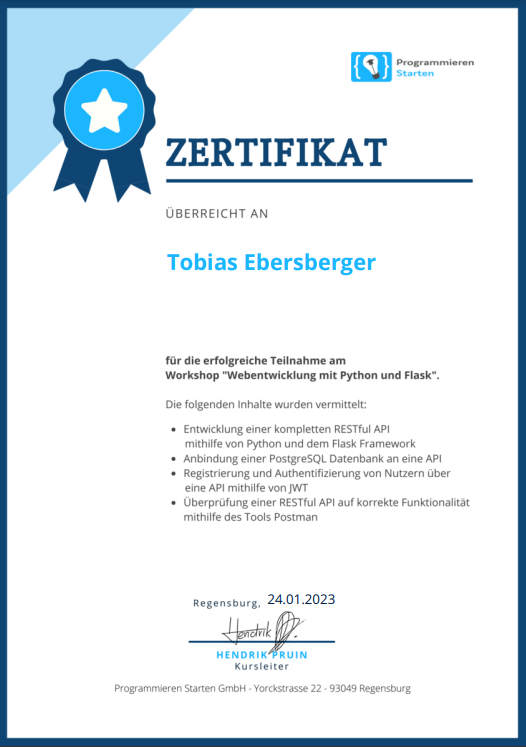 Programmieren
Starten
ZERTIFIKAT
ÜBERREICHT AN
Tobias Ebersberger
für die erfolgreiche Teilnahme am
Workshop "Webentwicklung mit Python und Flask".
Die folgenden Inhalte wurden vermittelt:
• Entwicklung einer kompletten RESTful API
mithilfe von Python und dem Flask Framework
• Anbindung einer PostgreSQL Datenbank an eine API
• Registrierung und Authentifizierung von Nutzern über
eine API mithilfe von JWT
• Überprüfung einer RESTful API auf korrekte Funktionalität
mithilfe des Tools Postman
Regensburg, 24.01.2023
Hendrik
HENDRIK PRUIN
Kursleiter
Programmieren Starten GmbH - Yorckstrasse 22 - 93049 Regensburg